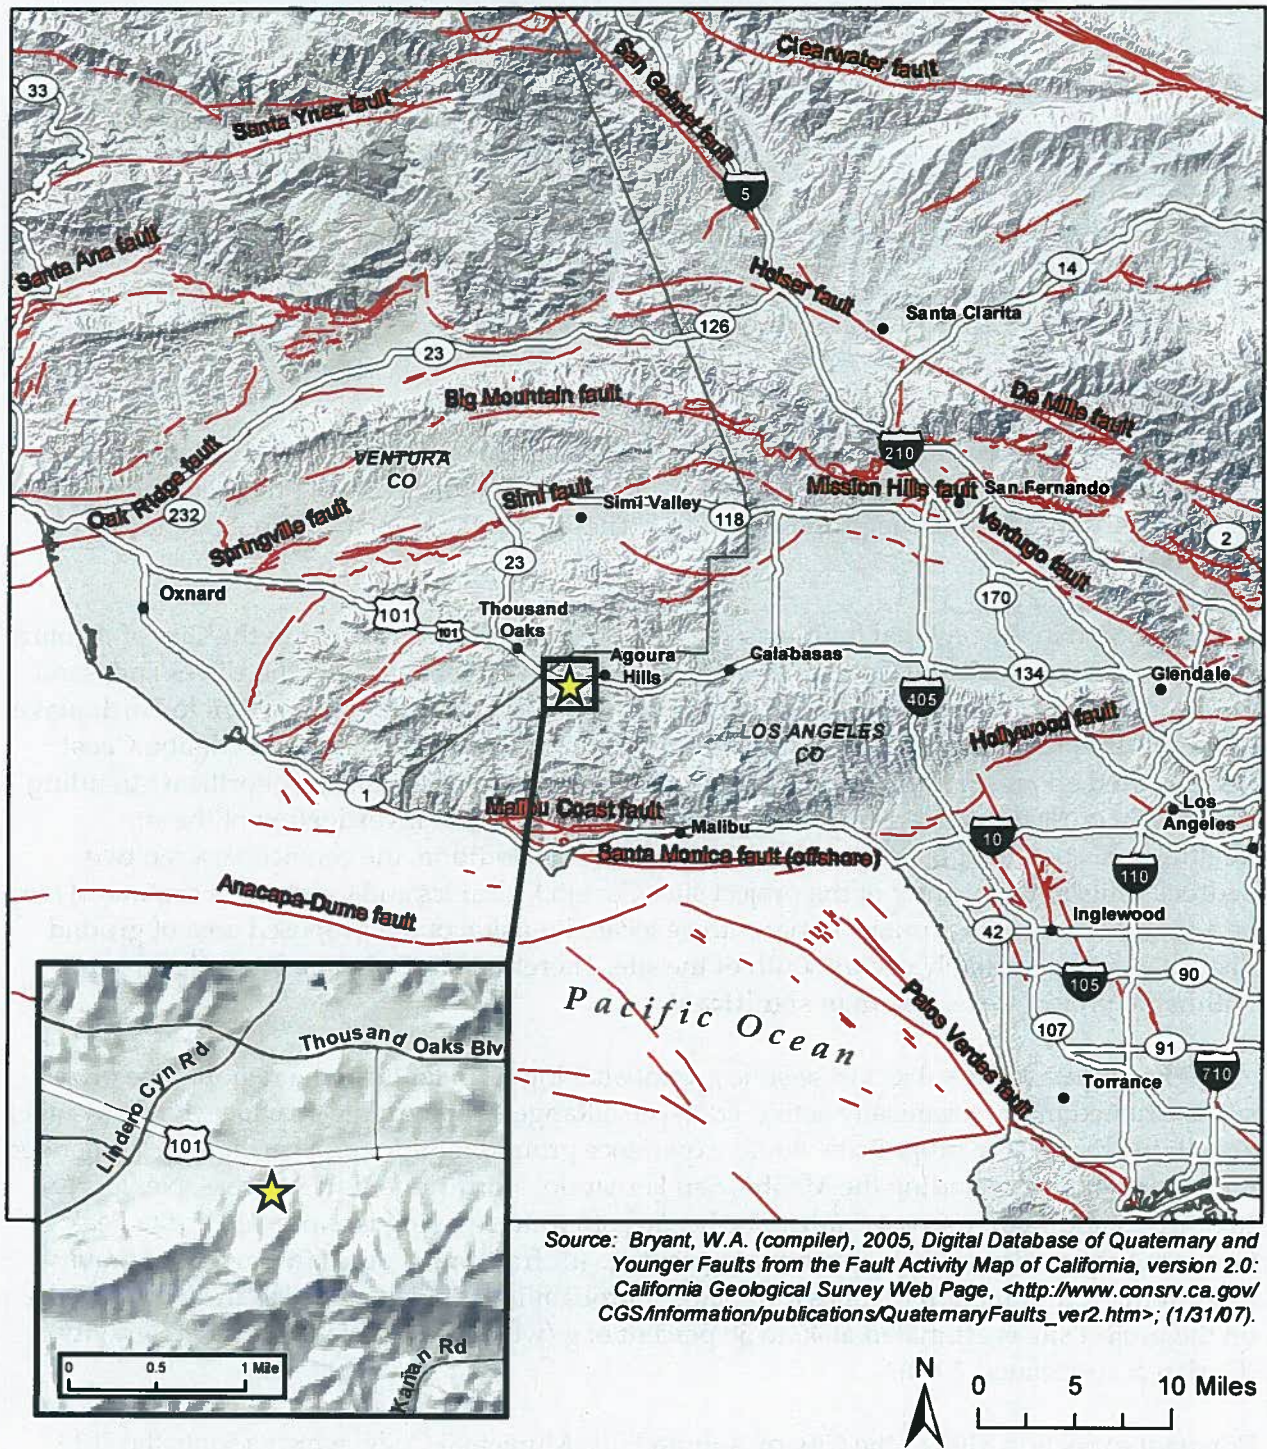 Clearwater fault
San Gabriel fault
33
Santa Ynez fault
5
Santa Ana fault
14
Holser fault
Santa Clarita
126
23
De Mille fault
Big Mountain fault
210
VENTURA
CO
Oak Ridge fault
Mission Hills fault
San Fernando
Simi fault
Simi Valley
232
118
Springville fault
Verdugo fault
2
23
Oxnard
101
101
Thousand
Oaks
170
Agoura
Hills
Calabasas
134
Glendale
405
LOS ANGELES
CO
Hollywood fault
1
Malibu Coast fault
Malibu
Los
Angeles
10
Santa Monica fault (offshore)
110
Anacapa-Dume fault
Inglewood
42
105
90
Pacific Ocean
Palos Verdes fault
107
91
710
Torrance
Thousand Oaks Blv
Lindero Cyn Rd
101
Kanan Rd
0 0.5 1 Mile
Source: Bryant, W.A. (compiler), 2005, Digital Database of Quaternary and
Younger Faults from the Fault Activity Map of California, version 2.0:
California Geological Survey Web Page, <http://www.consrv.ca.gov/
CGS/information/publications/QuaternaryFaults_ver2.htm>; (1/31/07).
N
0 5 10 Miles